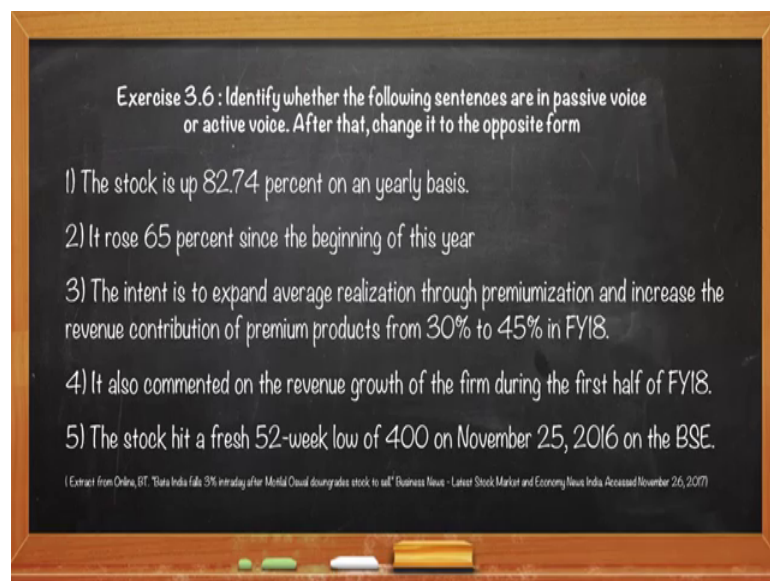 Exercise 3.6 : Identify whether the following sentences are in passive voice
or active voice. After that, change it to the opposite form
1) The stock is up 82.74 percent on an yearly basis.
2) It rose 65 percent since the beginning of this year
3) The intent is to expand average realization through premiumization and increase the
revenue contribution of premium products from 30% to 45% in FY18.
4) It also commented on the revenue growth of the firm during the first half of FY18.
5) The stock hit a fresh 52-week low of 400 on November 25, 2016 on the BSE.
( Extract from Online, BT. "Bata India falls 3% intraday after Motilal Oswal downgrades stock to sell" Business News - Latest Stock Market and Economy News India. Accessed November 26, 2017)